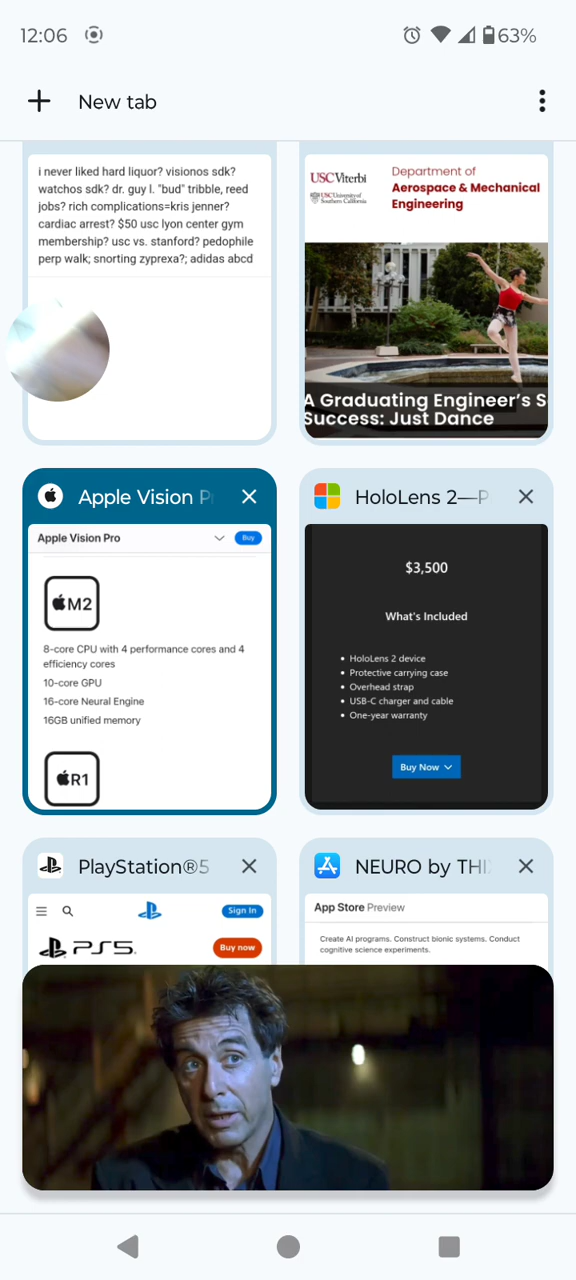 12:06
63%
New tab
i never liked hard liquor? visionos sdk?
watchos sdk? dr. guy l. "bud" tribble, reed
jobs? rich complications=kris jenner?
cardiac arrest? $50 usc lyon center gym
membership? usc vs. stanford? pedophile
perp walk; snorting zyprexa?; adidas abcd
USC Viterbi
USC University of
Southern California
Department of
Aerospace & Mechanical
Engineering
A Graduating Engineer's S
Success: Just Dance
Apple Vision P
Apple Vision Pro
Buy
M2
8-core CPU with 4 performance cores and 4
efficiency cores
10-core GPU
16-core Neural Engine
16GB unified memory
R1
HoloLens 2—P
$3,500
What's Included
• HoloLens 2 device
• Protective carrying case
• Overhead strap
• USB-C charger and cable
• One-year warranty
Buy Now
PlayStation®5
Sign In
PS5.
Buy now
NEURO by THI
App Store Preview
Create AI programs. Construct bionic systems. Conduct
cognitive science experiments.